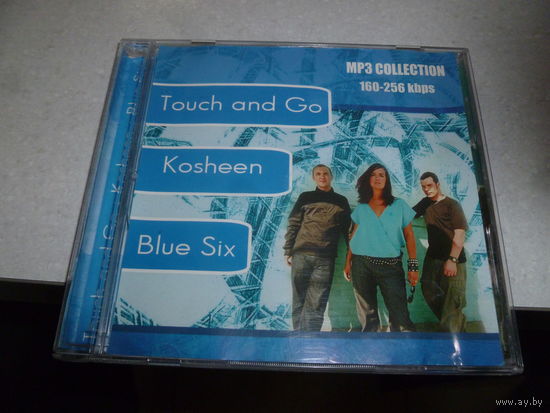 MP3 COLLECTION
160-256 kbps
Touch and Go
Kosheen
Blue Six
www.ay.by